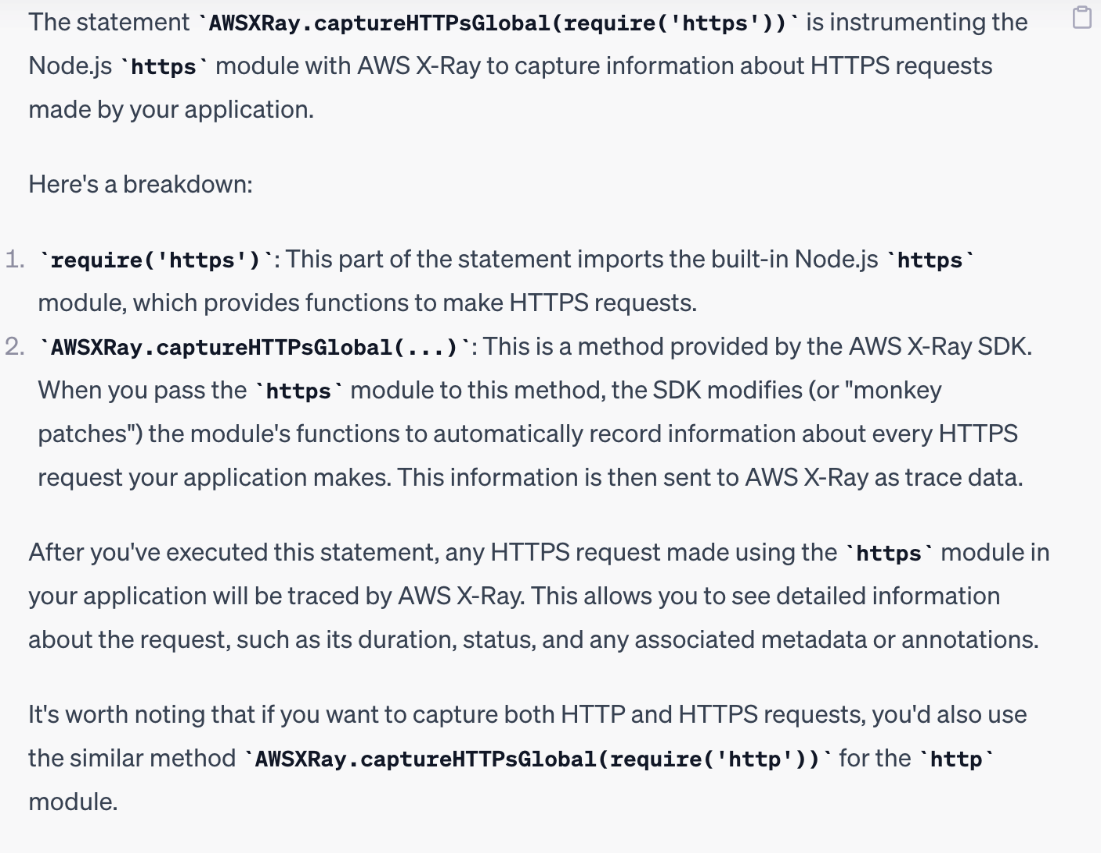 The statement `AWSXRay.captureHTTPsGlobal(require('https'))` is instrumenting the
Node.js `https` module with AWS X-Ray to capture information about HTTPS requests
made by your application.
Here's a breakdown:
1. `require('https')`: This part of the statement imports the built-in Node.js `https`
module, which provides functions to make HTTPS requests.
2. `AWSXRay.captureHTTPsGlobal(...)`: This is a method provided by the AWS X-Ray SDK.
When you pass the `https` module to this method, the SDK modifies (or "monkey
patches") the module's functions to automatically record information about every HTTPS
request your application makes. This information is then sent to AWS X-Ray as trace data.
After you've executed this statement, any HTTPS request made using the `https` module in
your application will be traced by AWS X-Ray. This allows you to see detailed information
about the request, such as its duration, status, and any associated metadata or annotations.
It's worth noting that if you want to capture both HTTP and HTTPS requests, you'd also use
the similar method `AWSXRay.captureHTTPsGlobal(require('http'))` for the `http`
module.